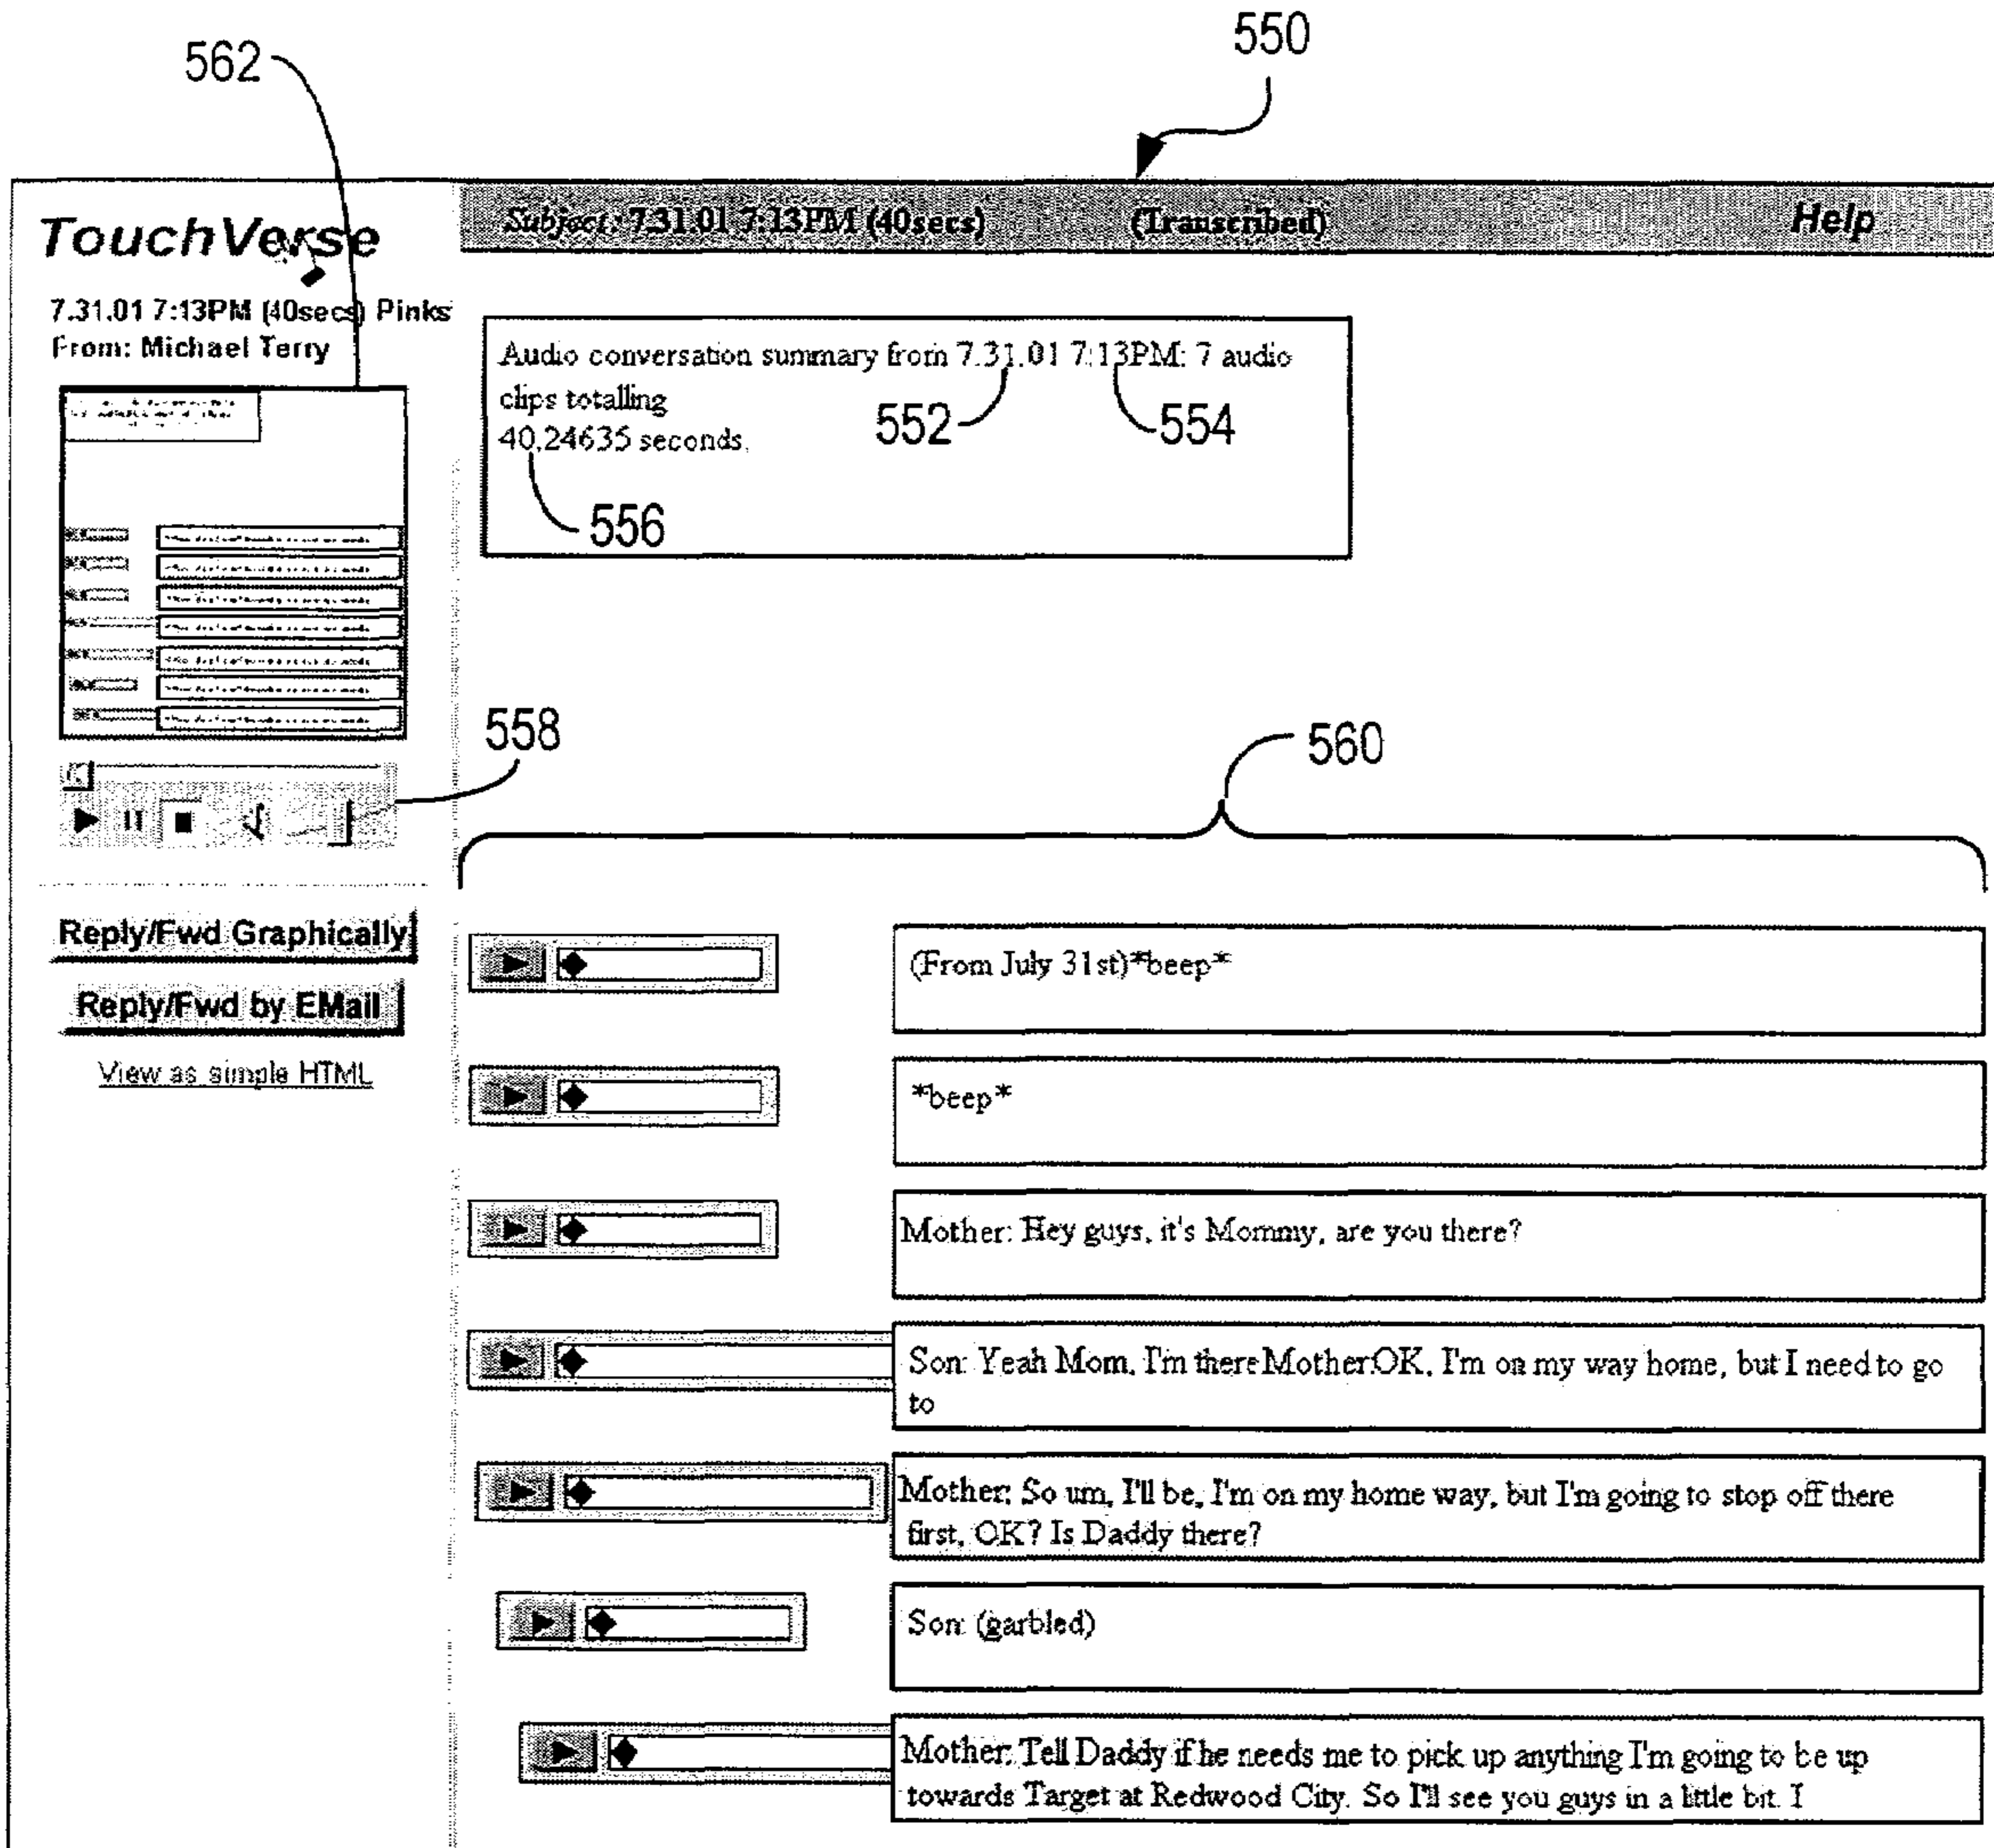 550
562
TouchVerse
Subject: 7.31.01 7:13PM (40secs) (Transcribed) Help
7.31.01 7:13PM (40secs) Pinks
From: Michael Terry
Audio conversation summary from 7.31.01 7:13PM: 7 audio
clips totalling
40.24635 seconds.
552
554
556
558
560
Reply/Fwd Graphically
Reply/Fwd by EMail
View as simple HTML
(From July 31st)*beep*
*beep*
Mother: Hey guys, it's Mommy, are you there?
Son: Yeah Mom, I'm there Mother:OK, I'm on my way home, but I need to go
to
Mother: So um, I'll be, I'm on my home way, but I'm going to stop off there
first, OK? Is Daddy there?
Son: (garbled)
Mother: Tell Daddy if he needs me to pick up anything I'm going to be up
towards Target at Redwood City. So I'll see you guys in a little bit. I